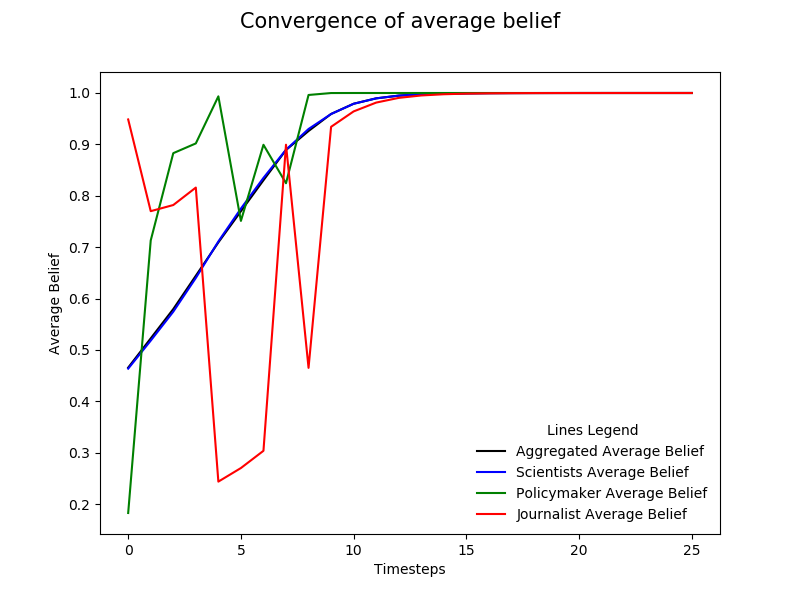 Convergence of average belief
1.0
0.9
0.8
0.7
0.6
0.5
0.4
0.3
0.2
Average Belief
Lines Legend
Aggregated Average Belief
Scientists Average Belief
Policymaker Average Belief
Journalist Average Belief
0 5 10 15 20 25
Timesteps